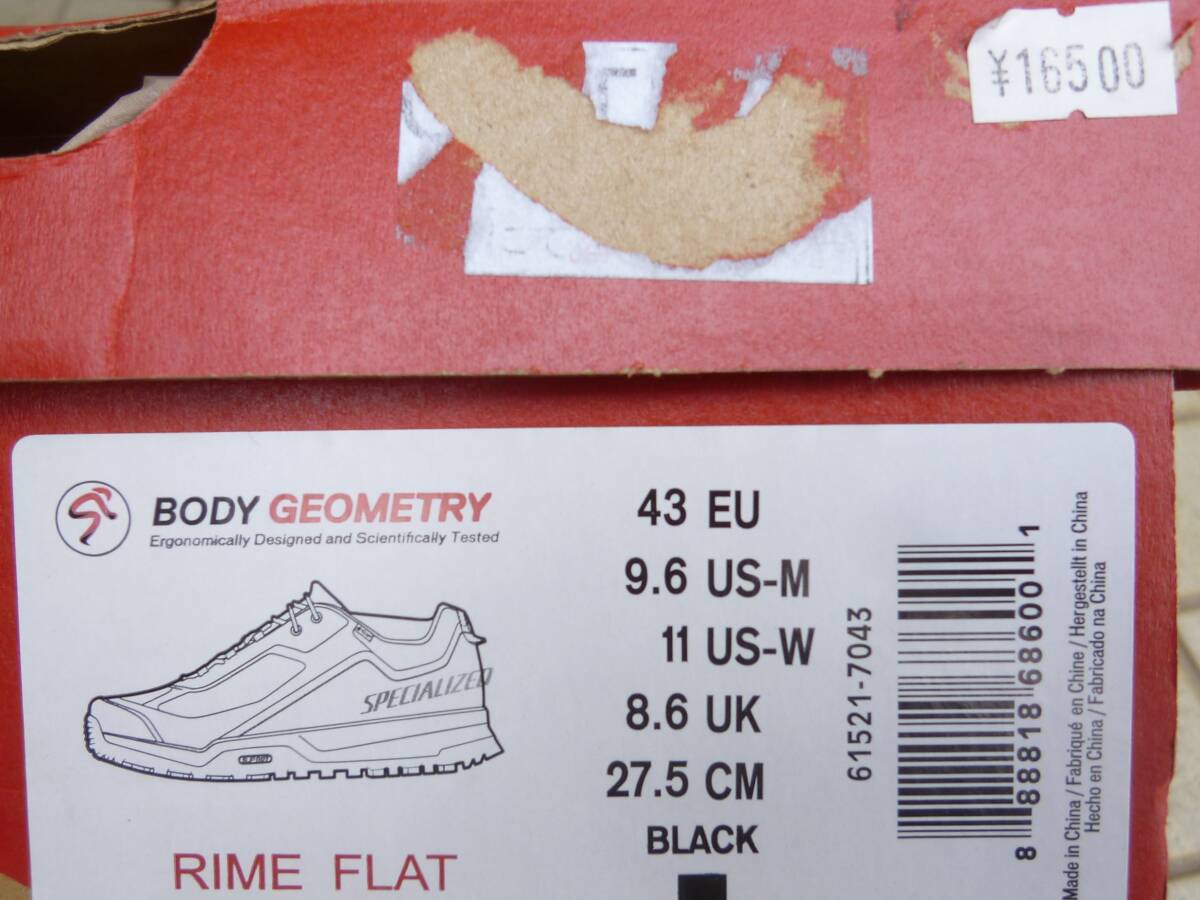 ¥16500
BODY GEOMETRY
Ergonomically Designed and Scientifically Tested
SPECIALIZED
RIME FLAT
43 EU
9.6 US-M
11 US-W
8.6 UK
27.5 CM
BLACK
61521-7043
8 88818 68600 1
Made in China / Fabriqué en Chine / Hergestellt in China
Hecho en China / Fabricado na China